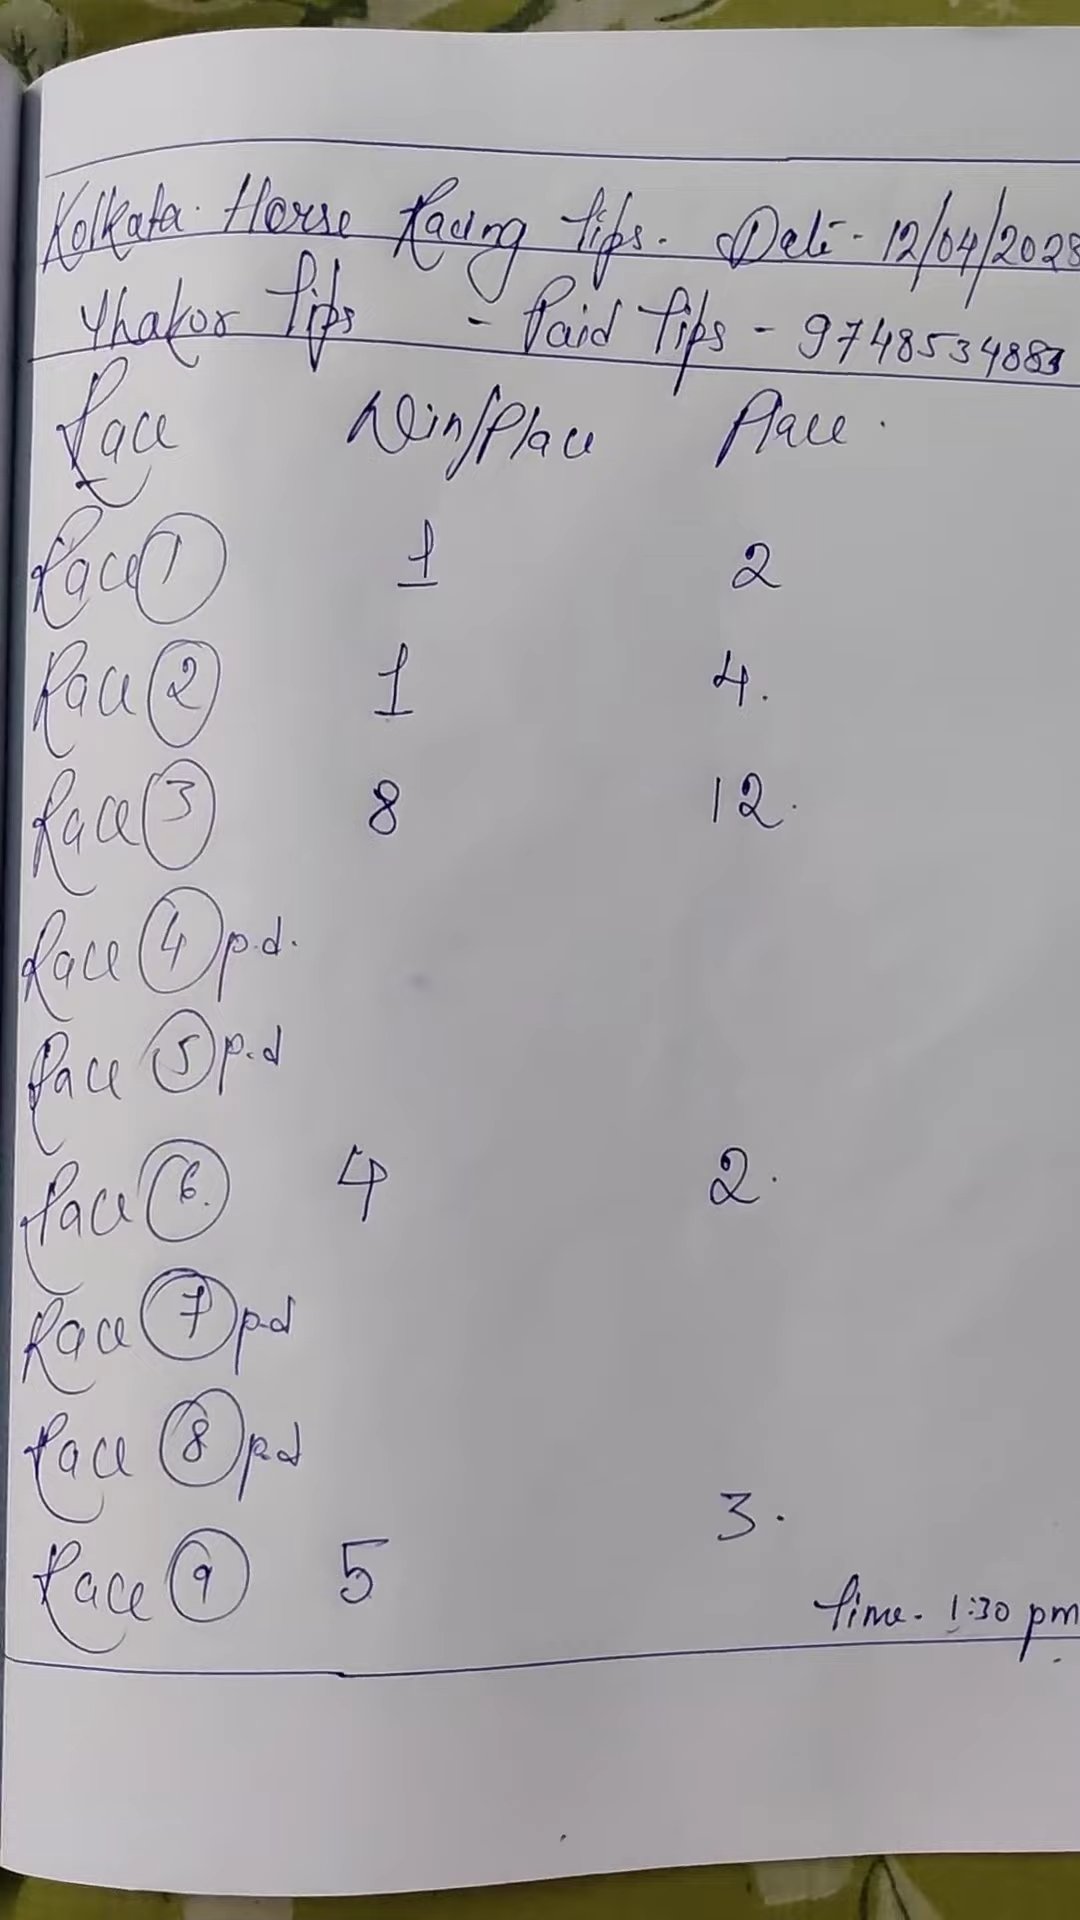 Kolkata. Horse Racing Tips. Date - 12/04/2028
Thakor Tips - Paid Tips - 9748534883
Race Win/Place Place.
Race 1 1 2
Race 2 1 4.
Race 3 8 12.
Race 4 p.d.
Race 5 p.d
Race 6. 4 2.
Race 7 p.d
Race 8 p.d
Race 9 5 3.
Time. 1:30 pm